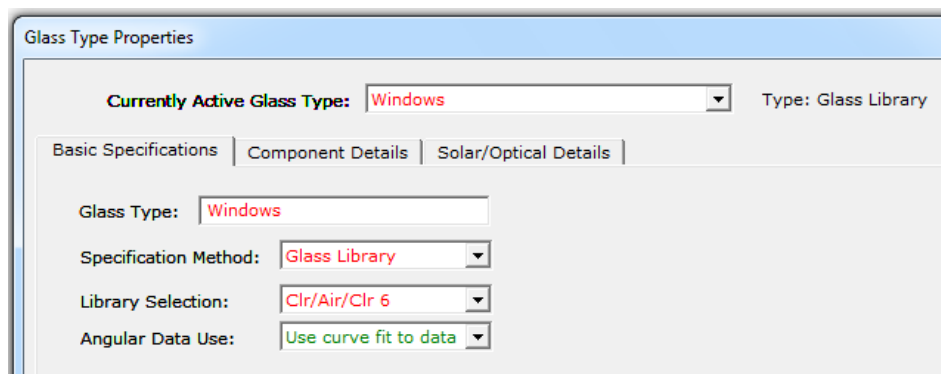 Glass Type Properties
Currently Active Glass Type: Windows Type: Glass Library
Basic Specifications Component Details Solar/Optical Details
Glass Type: Windows
Specification Method: Glass Library
Library Selection: Clr/Air/Clr 6
Angular Data Use: Use curve fit to data